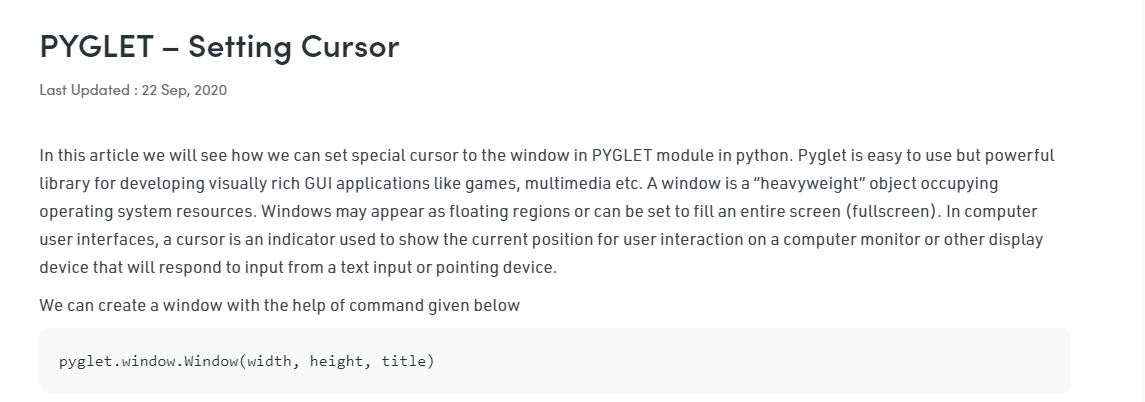 PYGLET – Setting Cursor
Last Updated : 22 Sep, 2020
In this article we will see how we can set special cursor to the window in PYGLET module in python. Pyglet is easy to use but powerful
library for developing visually rich GUI applications like games, multimedia etc. A window is a “heavyweight” object occupying
operating system resources. Windows may appear as floating regions or can be set to fill an entire screen (fullscreen). In computer
user interfaces, a cursor is an indicator used to show the current position for user interaction on a computer monitor or other display
device that will respond to input from a text input or pointing device.
We can create a window with the help of command given below
pyglet.window.Window(width, height, title)